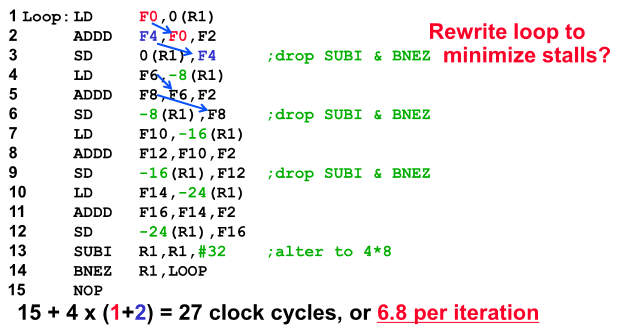 1 Loop: LD F0,0(R1)
Rewrite loop to
minimize stalls?
2 ADDD F4,F0,F2
3 SD 0(R1),F4 ;drop SUBI & BNEZ
4 LD F6,-8(R1)
5 ADDD F8,F6,F2
6 SD -8(R1),F8 ;drop SUBI & BNEZ
7 LD F10,-16(R1)
8 ADDD F12,F10,F2
9 SD -16(R1),F12 ;drop SUBI & BNEZ
10 LD F14,-24(R1)
11 ADDD F16,F14,F2
12 SD -24(R1),F16
13 SUBI R1,R1,#32 ;alter to 4*8
14 BNEZ R1,LOOP
15 NOP
15 + 4 x (1+2) = 27 clock cycles, or 6.8 per iteration